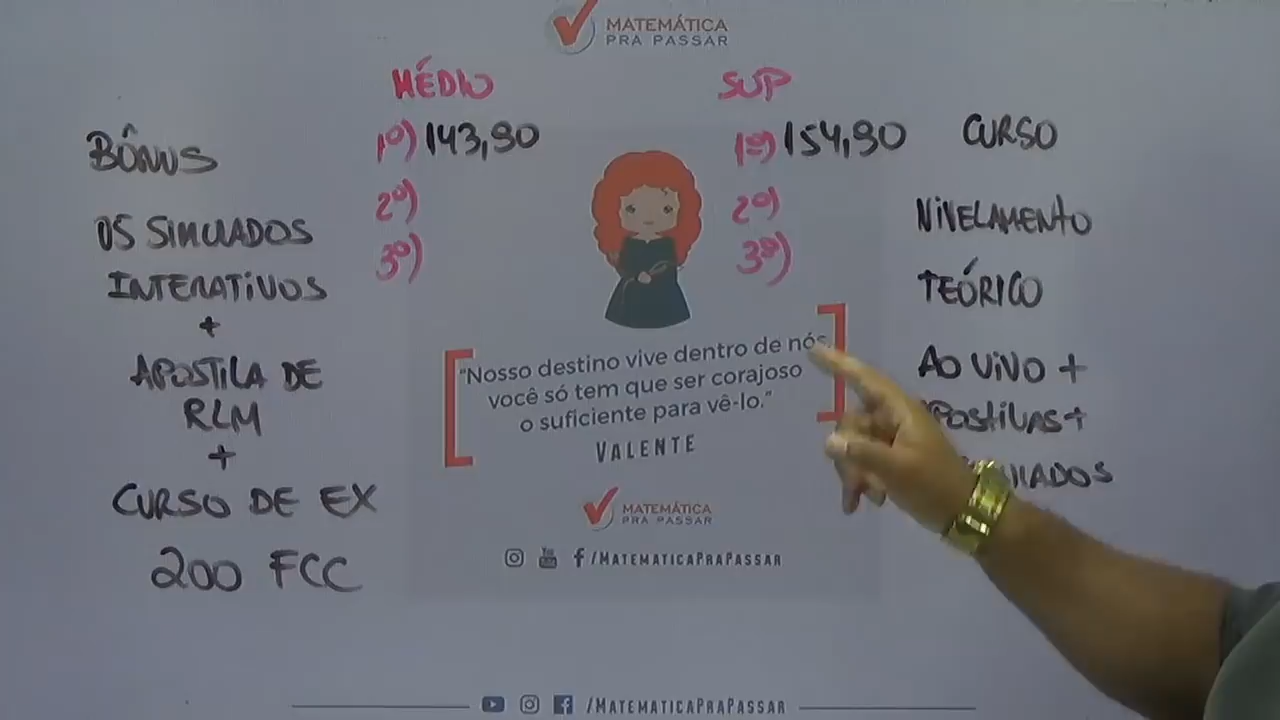 MATEMÁTICA
PRA PASSAR
BÔNUS
OS SIMULADOS
INTERATIVOS
+
APOSTILA DE
RLM
+
CURSO DE EX
200 FCC
MÉDIO
1º) 143,90
2º)
3º)
SUP
1º) 154,90
2º)
3º)
CURSO
NIVELAMENTO
TEÓRICO
AO VIVO +
"Nosso destino vive dentro de nós,
você só tem que ser corajoso
o suficiente para vê-lo."
VALENTE
MATEMÁTICA
PRA PASSAR
/MATEMATICAPRAPASSAR
/MATEMATICAPRAPASSAR